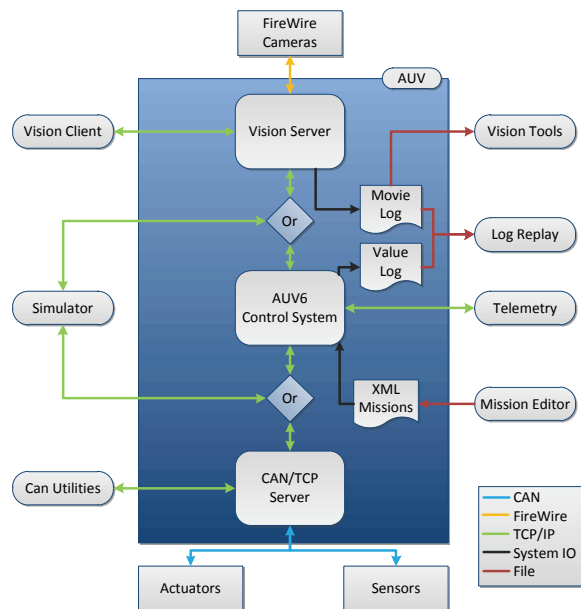 FireWire
Cameras
AUV
Vision Client
Vision Server
Vision Tools
Movie
Log
Or
Log Replay
Value
Log
Simulator
AUV6
Control System
Telemetry
Or
XML
Missions
Mission Editor
Can Utilities
CAN/TCP
Server
CAN
FireWire
TCP/IP
System IO
File
Actuators
Sensors